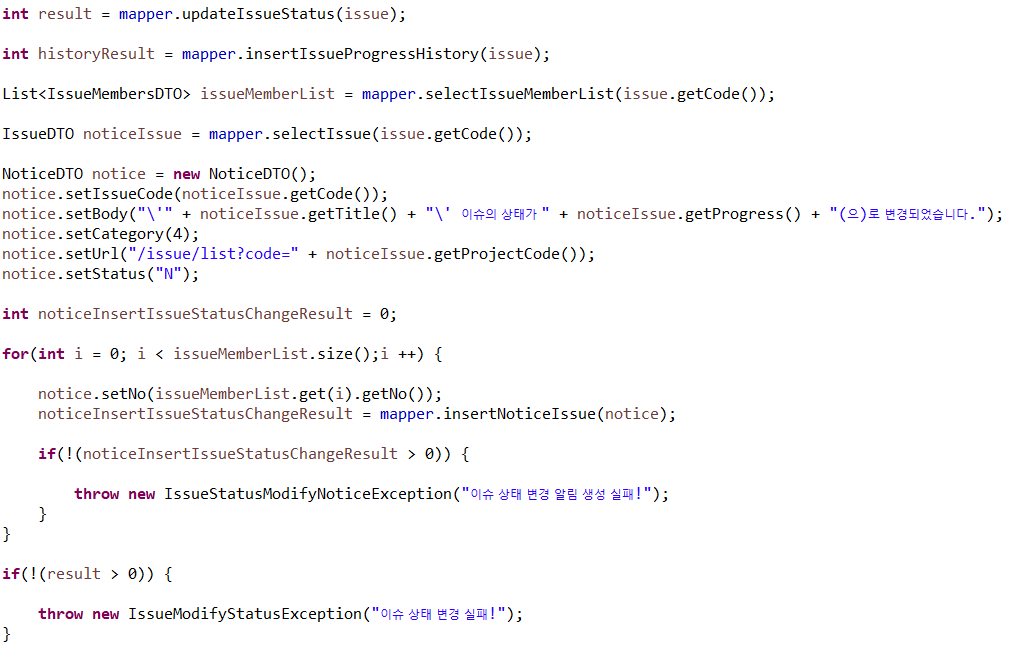 int result = mapper.updateIssueStatus(issue);
int historyResult = mapper.insertIssueProgressHistory(issue);
List<IssueMembersDTO> issueMemberList = mapper.selectIssueMemberList(issue.getCode());
IssueDTO noticeIssue = mapper.selectIssue(issue.getCode());
NoticeDTO notice = new NoticeDTO();
notice.setIssueCode(noticeIssue.getCode());
notice.setBody("\'" + noticeIssue.getTitle() + "\' 이슈의 상태가 " + noticeIssue.getProgress() + "(으)로 변경되었습니다.");
notice.setCategory(4);
notice.setUrl("/issue/list?code=" + noticeIssue.getProjectCode());
notice.setStatus("N");
int noticeInsertIssueStatusChangeResult = 0;
for(int i = 0; i < issueMemberList.size();i ++) {
notice.setNo(issueMemberList.get(i).getNo());
noticeInsertIssueStatusChangeResult = mapper.insertNoticeIssue(notice);
if(!(noticeInsertIssueStatusChangeResult > 0)) {
throw new IssueStatusModifyNoticeException("이슈 상태 변경 알림 생성 실패!");
}
}
if(!(result > 0)) {
throw new IssueModifyStatusException("이슈 상태 변경 실패!");
}